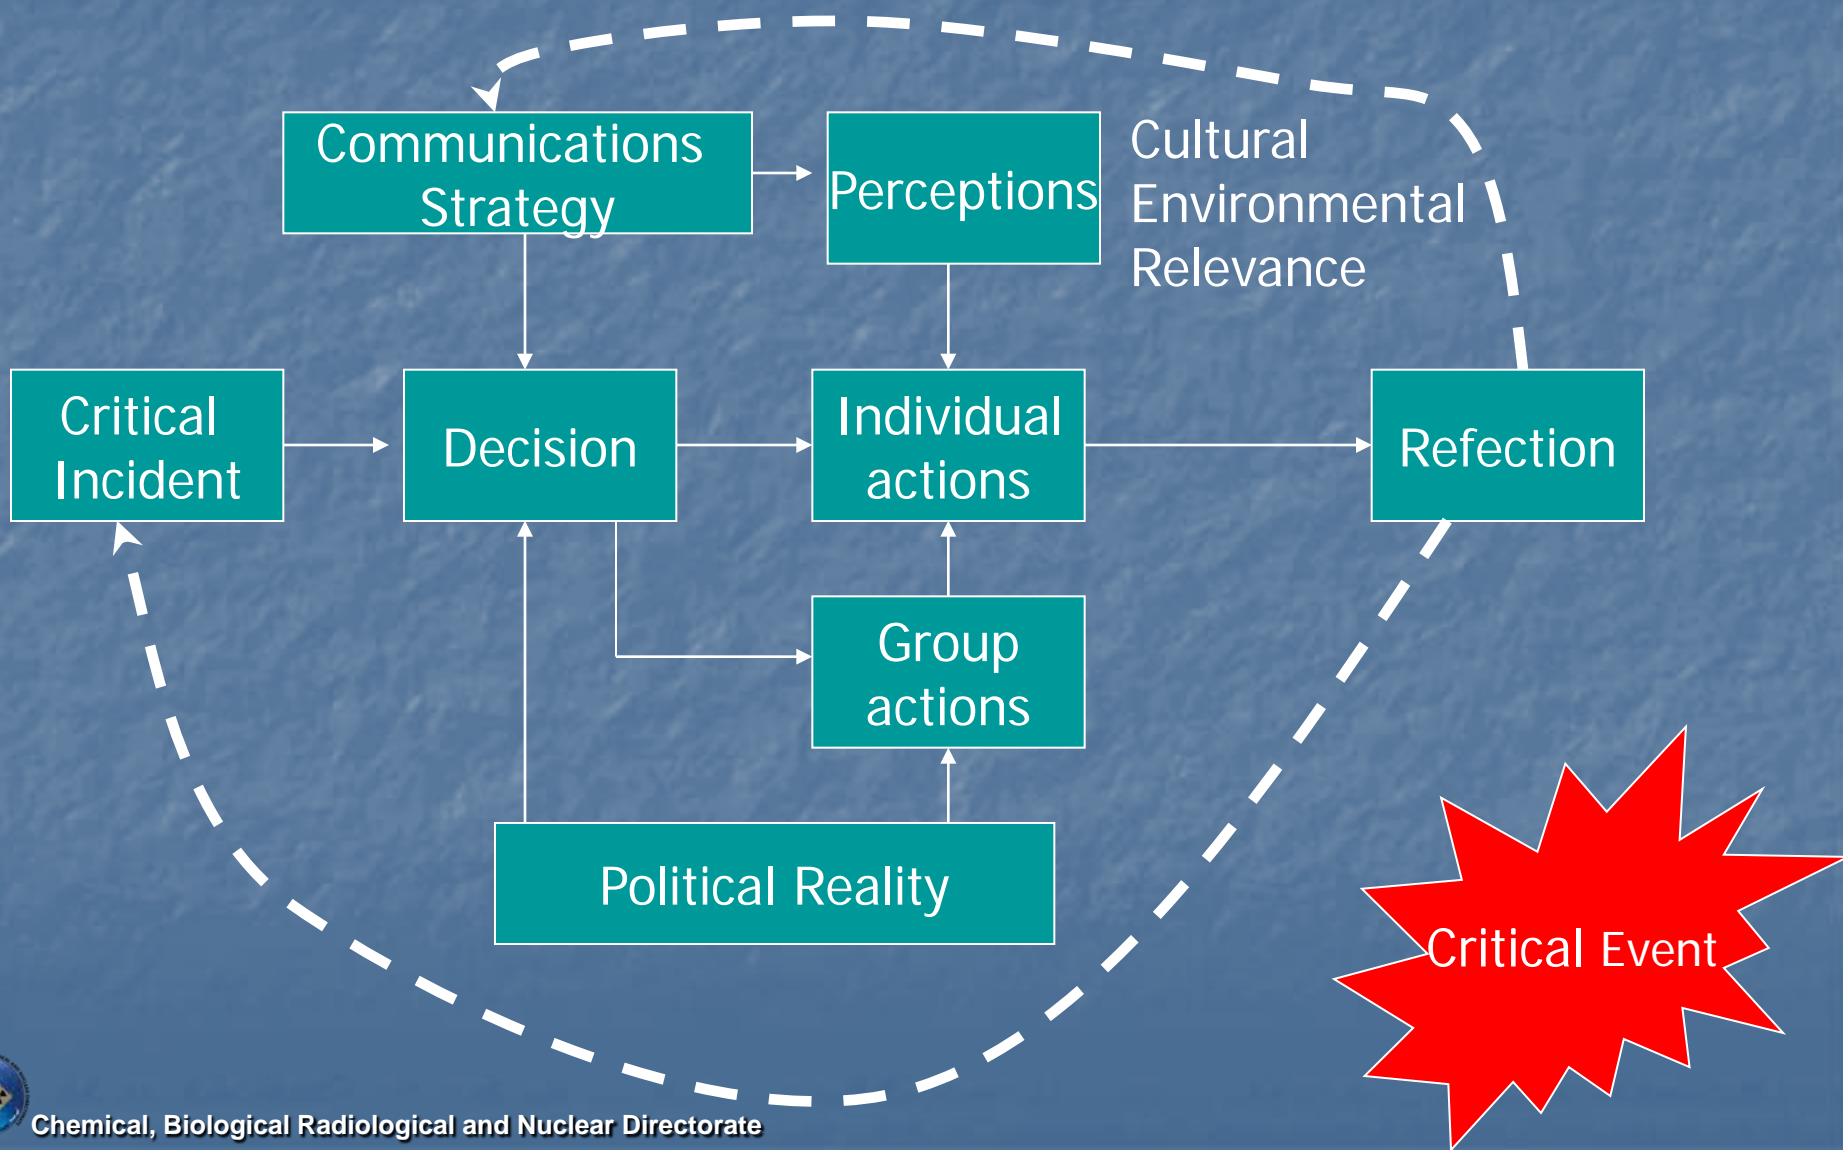 Communications
Strategy
Perceptions
Cultural
Environmental
Relevance
Critical
Incident
Decision
Individual
actions
Refection
Group
actions
Political Reality
Critical Event
Chemical, Biological Radiological and Nuclear Directorate